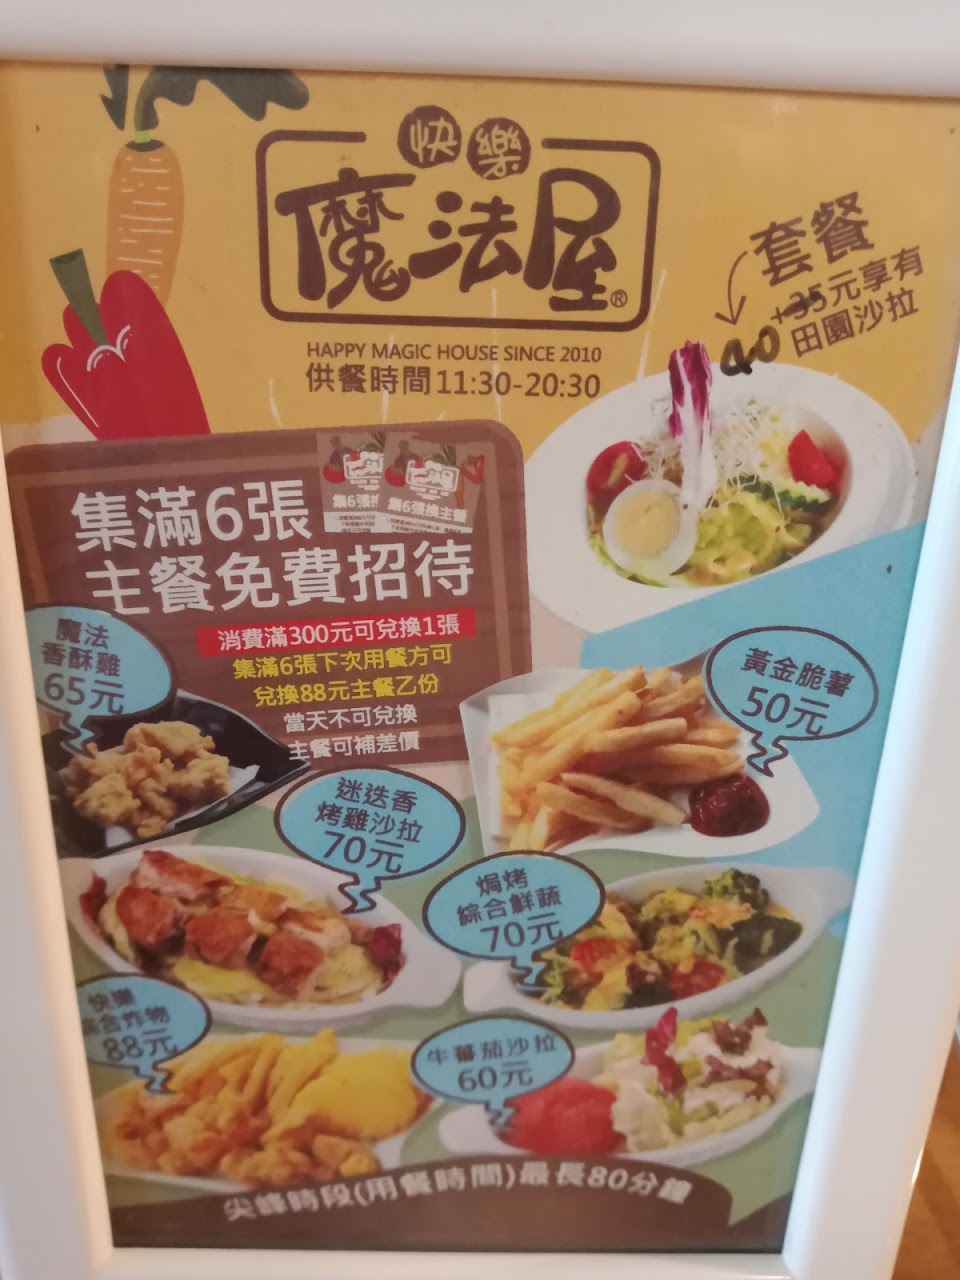 快樂
魔法屋®
HAPPY MAGIC HOUSE SINCE 2010
供餐時間11:30-20:30
套餐
+35元享有
40
田園沙拉
集滿6張
主餐免費招待
集6張換主餐
消費滿300元可兌換1張
集滿6張下次用餐方可
兌換88元主餐乙份
當天不可兌換
主餐可補差價
魔法
香酥雞
65元
黃金脆薯
50元
迷迭香
烤雞沙拉
70元
焗烤
綜合鮮蔬
70元
快樂
綜合炸物
88元
牛蕃茄沙拉
60元
尖峰時段(用餐時間)最長80分鐘